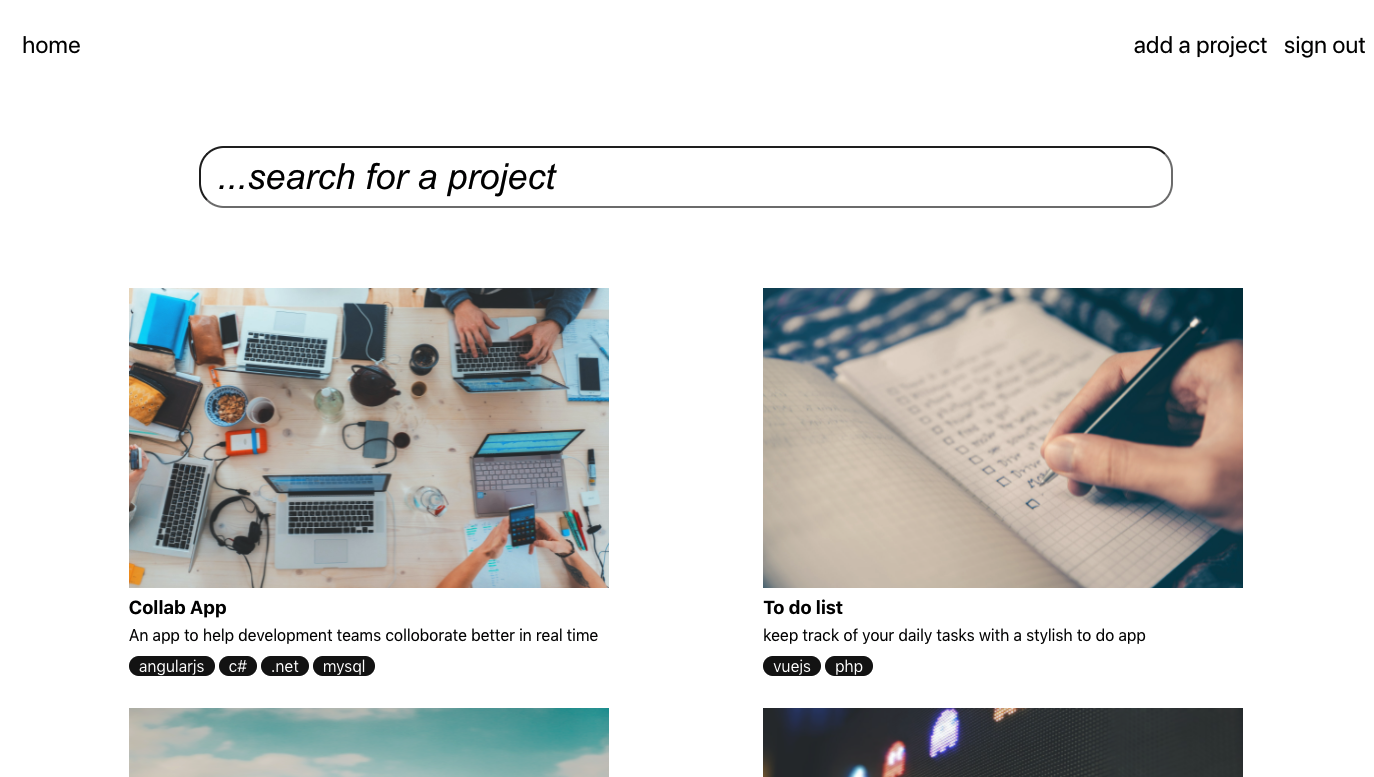 home
add a project sign out
...search for a project
Collab App
An app to help development teams colloborate better in real time
angularjs c# .net mysql
To do list
keep track of your daily tasks with a stylish to do app
vuejs php